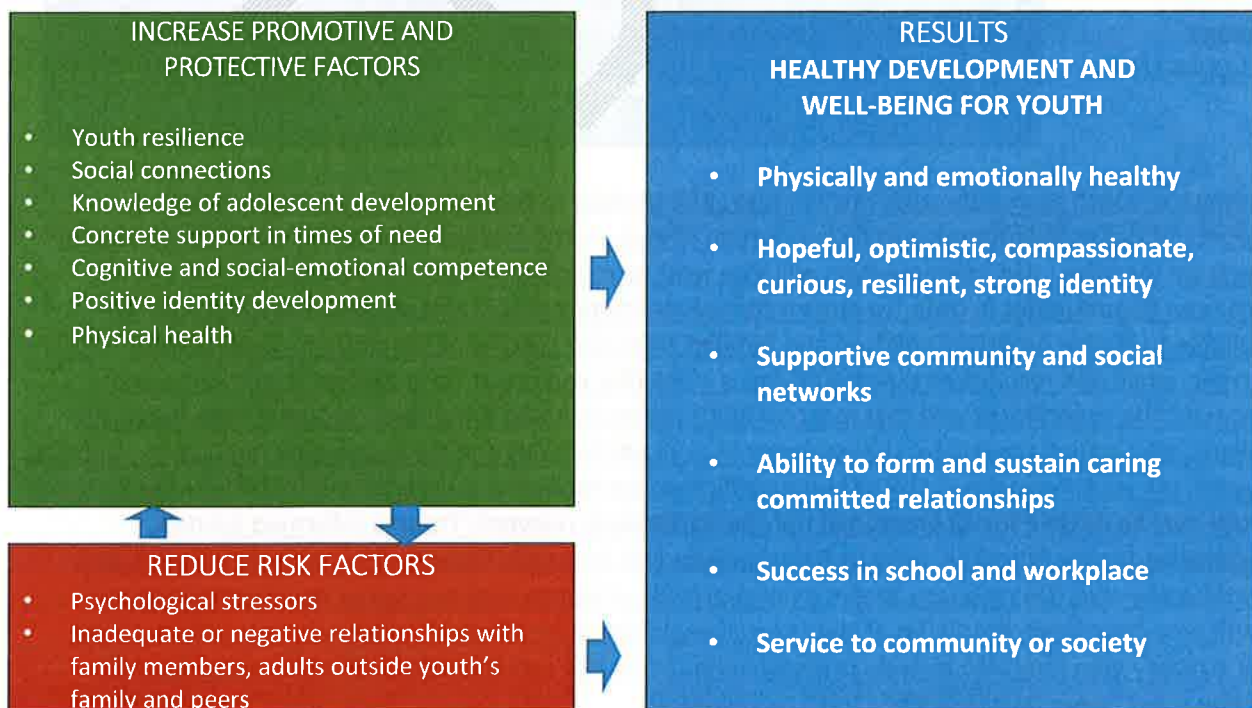 INCREASE PROMOTIVE AND
PROTECTIVE FACTORS
• Youth resilience
• Social connections
• Knowledge of adolescent development
• Concrete support in times of need
• Cognitive and social-emotional competence
• Positive identity development
• Physical health
REDUCE RISK FACTORS
• Psychological stressors
• Inadequate or negative relationships with
family members, adults outside youth's
family and peers
RESULTS
HEALTHY DEVELOPMENT AND
WELL-BEING FOR YOUTH
• Physically and emotionally healthy
• Hopeful, optimistic, compassionate,
curious, resilient, strong identity
• Supportive community and social
networks
• Ability to form and sustain caring
committed relationships
• Success in school and workplace
• Service to community or society